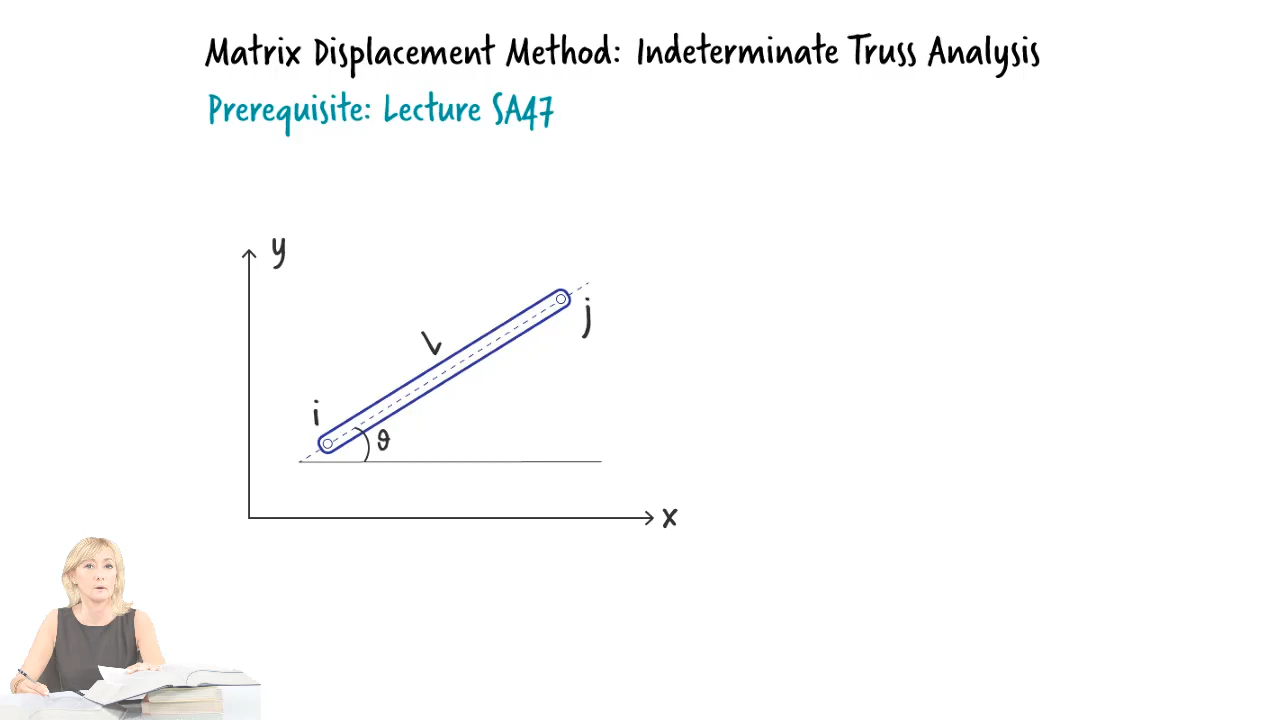 Matrix Displacement Method: Indeterminate Truss Analysis
Prerequisite: Lecture SA47
y
j
L
i
θ
x